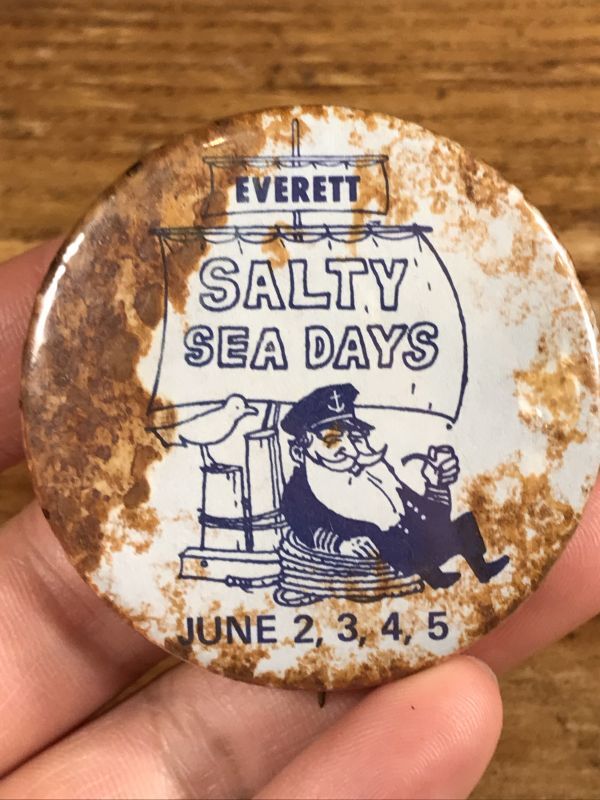 EVERETT
SALTY
SEA DAYS
JUNE 2, 3, 4, 5